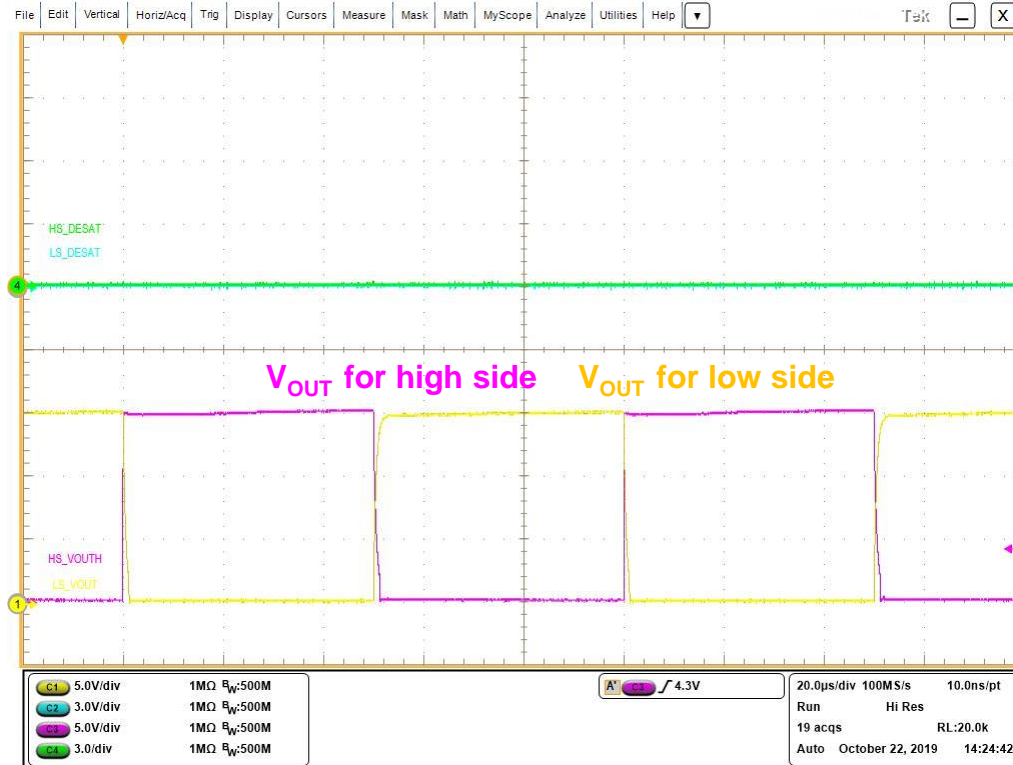 File Edit Vertical Horiz/Acq Trig Display Cursors Measure Mask Math MyScope Analyze Utilities Help Tek X
HS_DESAT
LS_DESAT
4
VOUT for high side VOUT for low side
HS_VOUTH
LS_VOUT
1
C1 5.0V/div 1MΩ BW:500M
C2 3.0V/div 1MΩ BW:500M
C3 5.0V/div 1MΩ BW:500M
C4 3.0/div 1MΩ BW:500M
A' C3 4.3V
20.0µs/div 100MS/s 10.0ns/pt
Run Hi Res
19 acqs RL:20.0k
Auto October 22, 2019 14:24:42